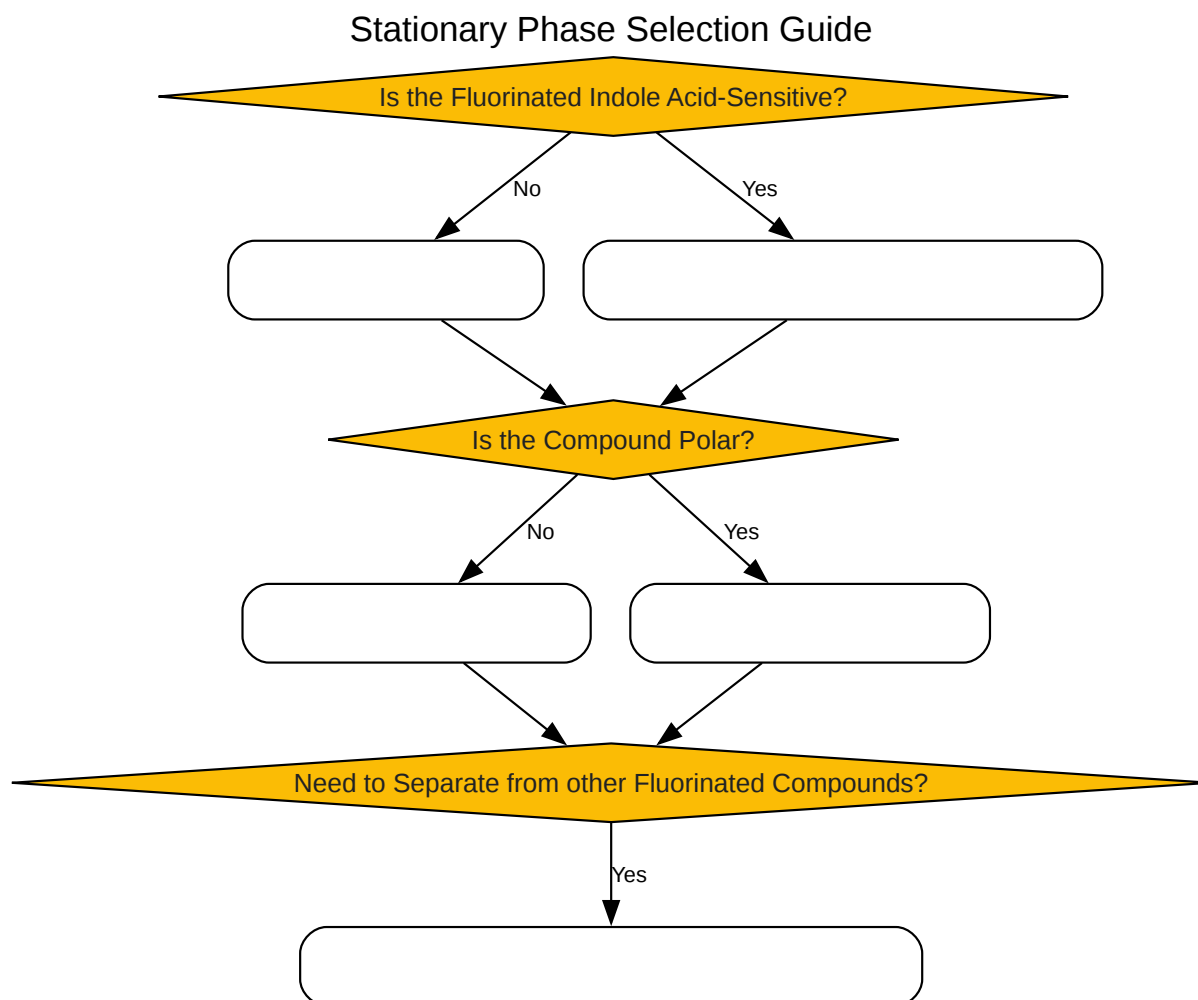 Stationary Phase Selection Guide
Is the Fluorinated Indole Acid-Sensitive?
No
Yes
Is the Compound Polar?
No
Yes
Need to Separate from other Fluorinated Compounds?
Yes